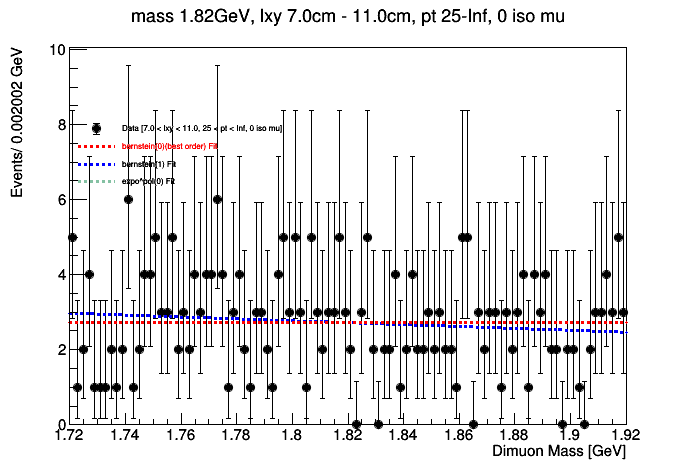 mass 1.82GeV, lxy 7.0cm - 11.0cm, pt 25-Inf, 0 iso mu
Events/ 0.002002 GeV
10
8
6
4
2
0
Data [7.0 < lxy < 11.0, 25 < pt < Inf, 0 iso mu]
bernstein[0](best order) Fit
bernstein[1] Fit
expo*pol(0) Fit
1.72 1.74 1.76 1.78 1.8 1.82 1.84 1.86 1.88 1.9 1.92
Dimuon Mass [GeV]